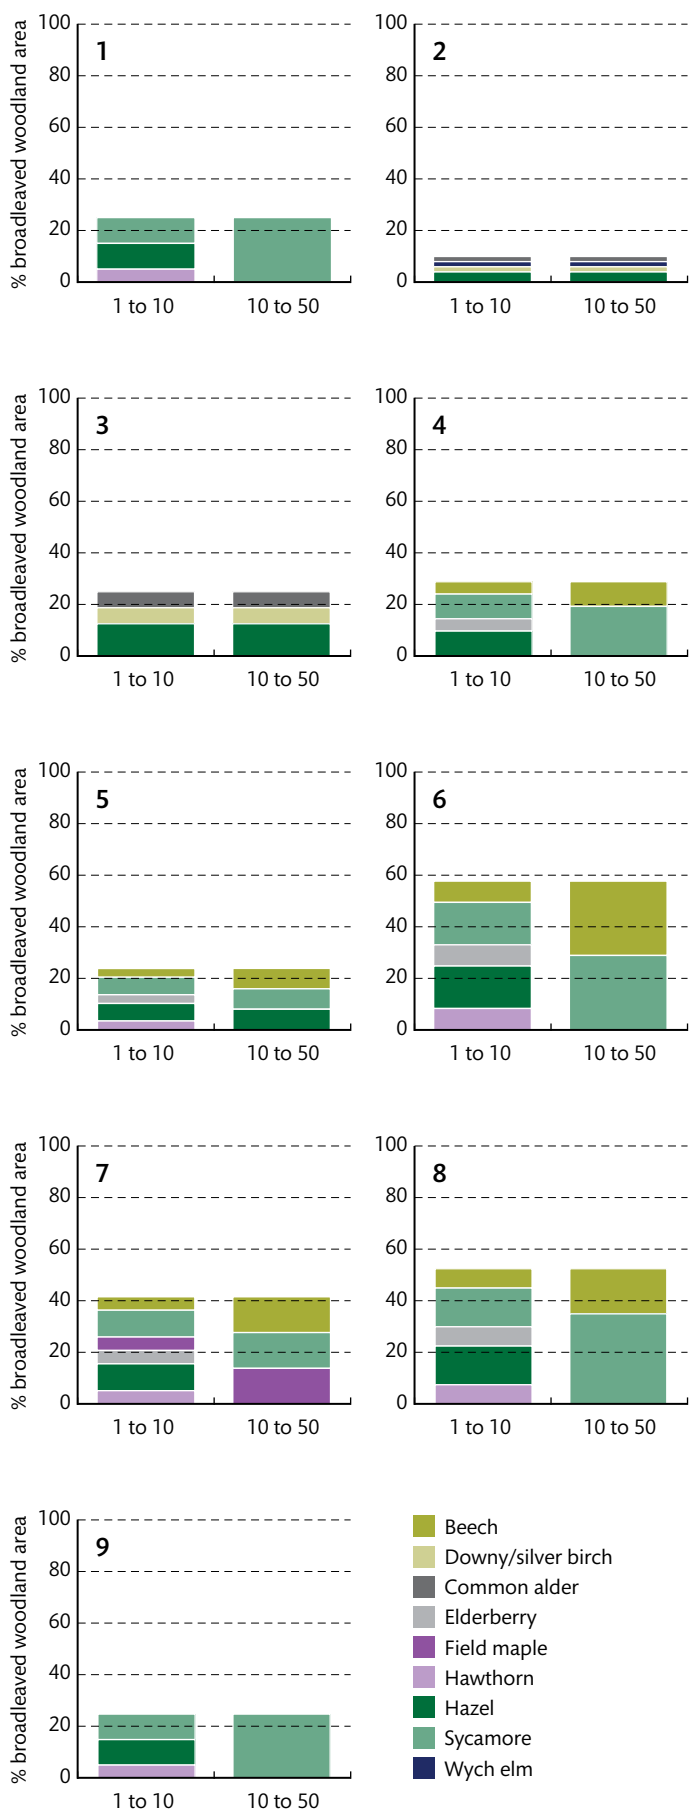 % broadleaved woodland area
100
80
60
40
20
0
1
1 to 10
10 to 50
100
80
60
40
20
0
2
1 to 10
10 to 50
% broadleaved woodland area
100
80
60
40
20
0
3
1 to 10
10 to 50
100
80
60
40
20
0
4
1 to 10
10 to 50
% broadleaved woodland area
100
80
60
40
20
0
5
1 to 10
10 to 50
100
80
60
40
20
0
6
1 to 10
10 to 50
% broadleaved woodland area
100
80
60
40
20
0
7
1 to 10
10 to 50
100
80
60
40
20
0
8
1 to 10
10 to 50
% broadleaved woodland area
100
80
60
40
20
0
9
1 to 10
10 to 50
Beech
Downy/silver birch
Common alder
Elderberry
Field maple
Hawthorn
Hazel
Sycamore
Wych elm